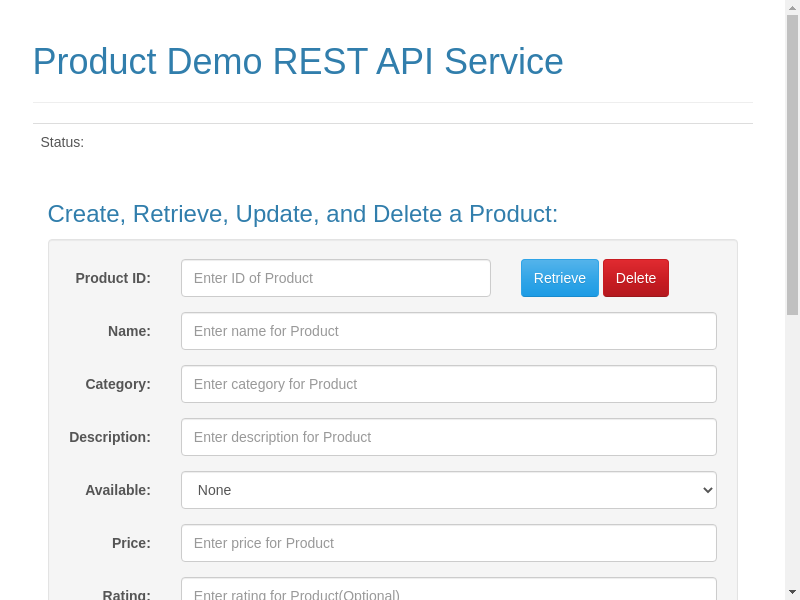 Product Demo REST API Service
Status:
Create, Retrieve, Update, and Delete a Product:
Product ID: Enter ID of Product Retrieve Delete
Name: Enter name for Product
Category: Enter category for Product
Description: Enter description for Product
Available: None
Price: Enter price for Product
Rating: Enter rating for Product(Optional)